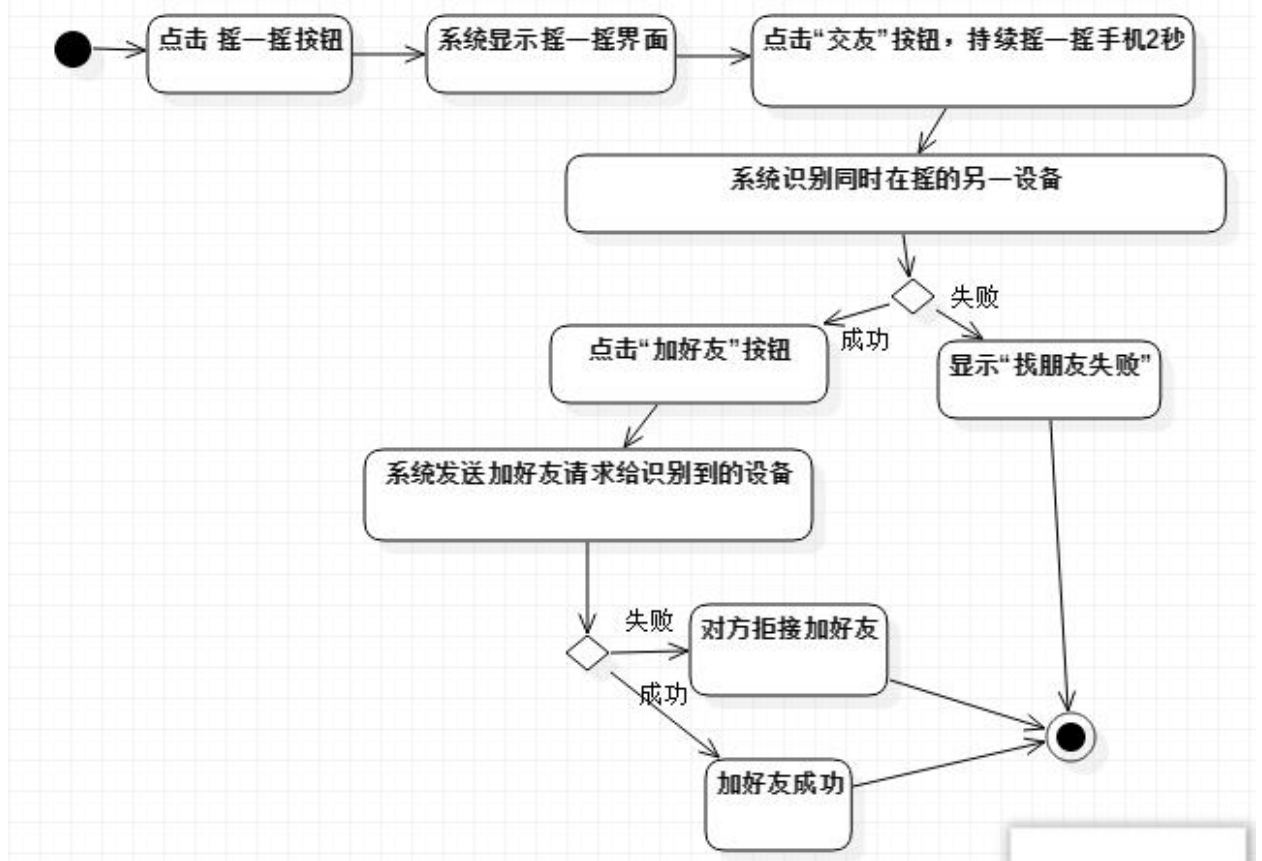 点击 摇一摇按钮
系统显示摇一摇界面
点击“交友”按钮，持续摇一摇手机2秒
系统识别同时在摇的另一设备
失败
成功
点击“加好友”按钮
显示“找朋友失败”
系统发送加好友请求给识别到的设备
失败
对方拒接加好友
成功
加好友成功